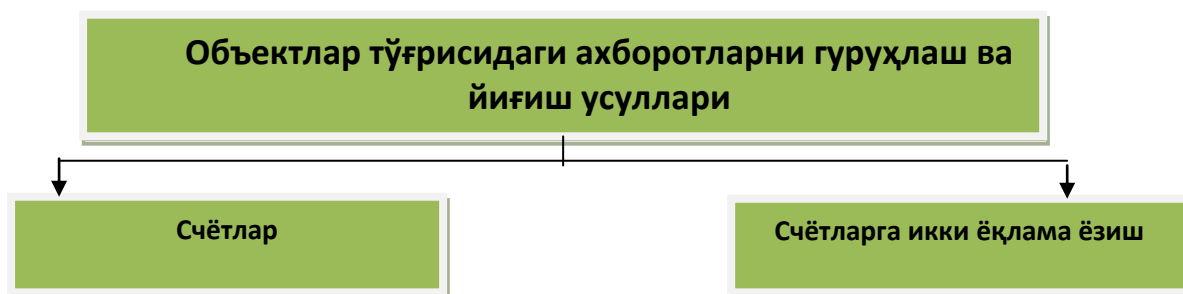 Объектлар тўғрисидаги ахборотларни гуруҳлаш ва
йиғиш усуллари
Счётлар
Счётларга икки ёқлама ёзиш